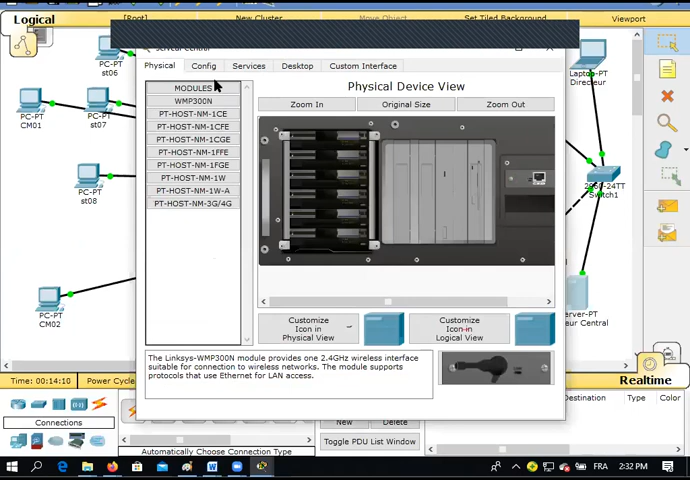 Logical
[Root]
New Cluster
Move Object
Set Tiled Background
Viewport
Serveur Central
Physical
Config
Services
Desktop
Custom Interface
MODULES
WMP300N
PT-HOST-NM-1CE
PT-HOST-NM-1CFE
PT-HOST-NM-1CGE
PT-HOST-NM-1FFE
PT-HOST-NM-1FGE
PT-HOST-NM-1W
PT-HOST-NM-1W-A
PT-HOST-NM-3G/4G
Physical Device View
Zoom In
Original Size
Zoom Out
Customize
Icon in
Physical View
Customize
Icon in
Logical View
The Linksys-WMP300N module provides one 2.4GHz wireless interface
suitable for connection to wireless networks. The module supports
protocols that use Ethernet for LAN access.
PC-PT
st06
PC-PT
CM01
PC-PT
st07
PC-PT
st08
PC-PT
CM02
Laptop-PT
Directeur
2960-24TT
Switch1
erver-PT
eur Central
Time: 00:14:10
Power Cycle
Realtime
Connections
Automatically Choose Connection Type
New
Delete
Toggle PDU List Window
Destination
Type
Color
FRA
2:32 PM